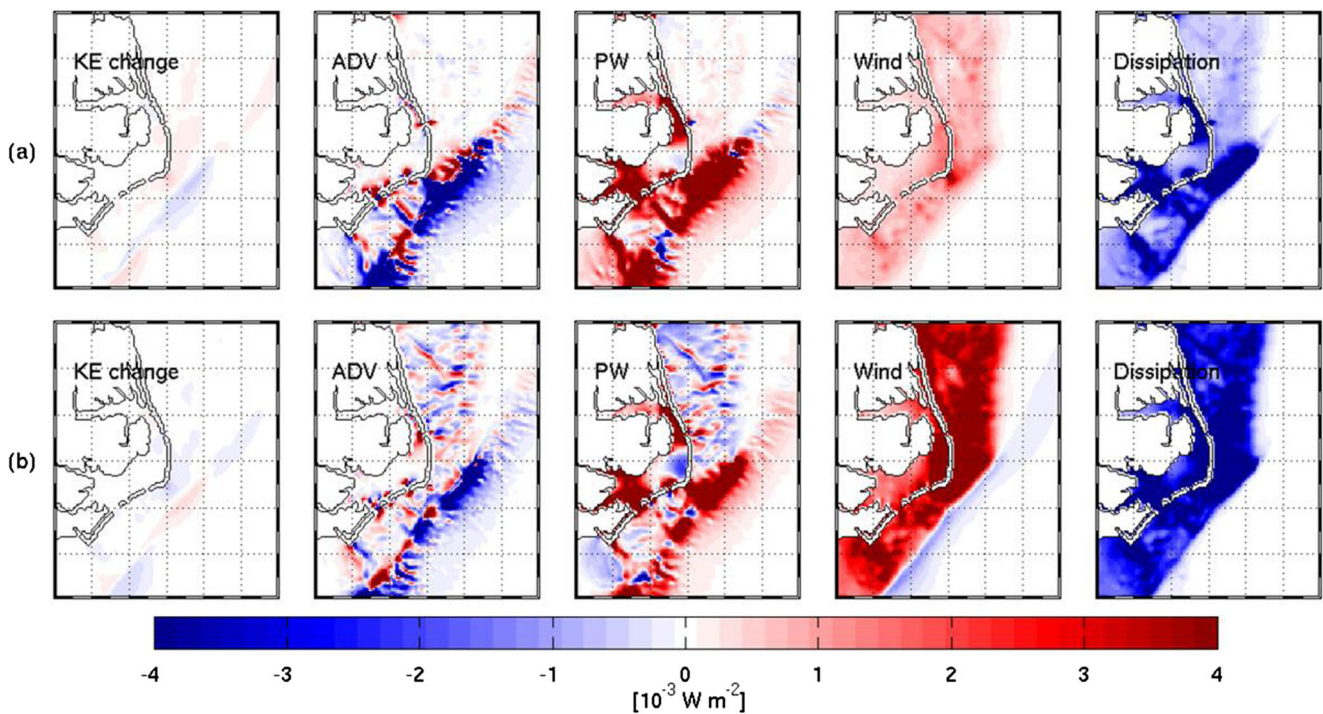 KE change ADV PW Wind Dissipation
(a)
KE change ADV PW Wind Dissipation
(b)
-4 -3 -2 -1 0 1 2 3 4
[10⁻³ W m⁻²]